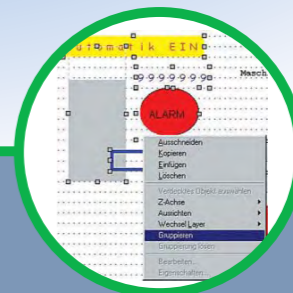 utomatik EIN
9999999
Masch
ALARM
Ausschneiden
Kopieren
Einfügen
Löschen
Verdecktes Objekt auswählen
Z-Achse
Aussichten
Wechsel Layer
Gruppieren
Gruppierung lösen
Bearbeiten...
Eigenschaften...